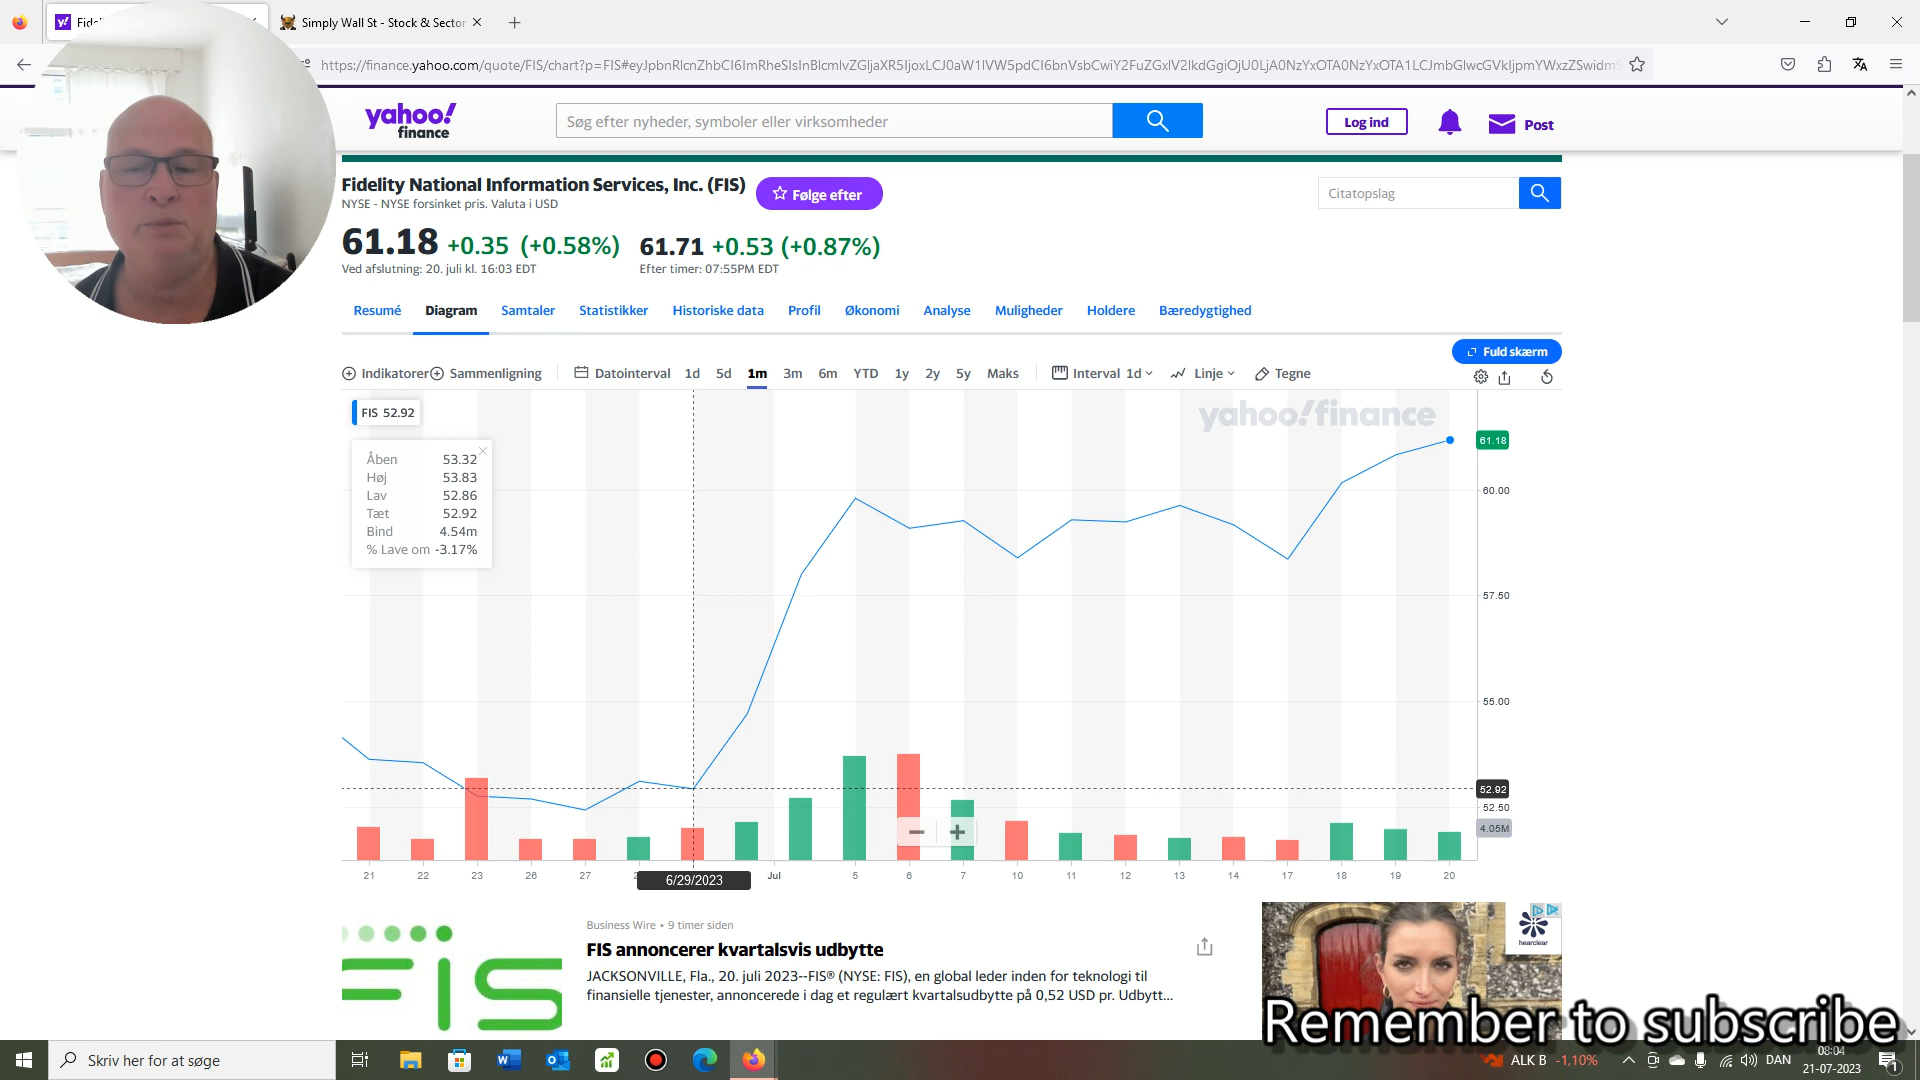 Fideli
Simply Wall St - Stock & Sector
https://finance.yahoo.com/quote/FIS/chart?p=FIS#
yahoo!
finance
Søg efter nyheder, symboler eller virksomheder
Log ind
Post
Fidelity National Information Services, Inc. (FIS)
Følge efter
NYSE - NYSE forsinket pris. Valuta i USD
Citatopslag
61.18 +0.35 (+0.58%) 61.71 +0.53 (+0.87%)
Ved afslutning: 20. juli kl. 16:03 EDT Efter timer: 07:55PM EDT
Resumé Diagram Samtaler Statistikker Historiske data Profil Økonomi Analyse Muligheder Holdere Bæredygtighed
Fuld skærm
Indikatorer Sammenligning Datointerval 1d 5d 1m 3m 6m YTD 1y 2y 5y Maks Interval 1d Linje Tegne
FIS 52.92
yahoo!finance
Åben 53.32
Høj 53.83
Lav 52.86
Tæt 52.92
Bind 4.54m
% Lave om -3.17%
61.18
60.00
57.50
55.00
52.92
52.50
4.05M
21 22 23 26 27 6/29/2023 Jul 5 6 7 10 11 12 13 14 17 18 19 20
FIS
Business Wire • 9 timer siden
FIS annoncerer kvartalsvis udbytte
JACKSONVILLE, Fla., 20. juli 2023--FIS® (NYSE: FIS), en global leder inden for teknologi til
finansielle tjenester, annoncerede i dag et regulært kvartalsudbytte på 0,52 USD pr. Udbytt...
hearclear
Remember to subscribe
Skriv her for at søge
ALK B -1,10%
DAN
08:04
21-07-2023
1